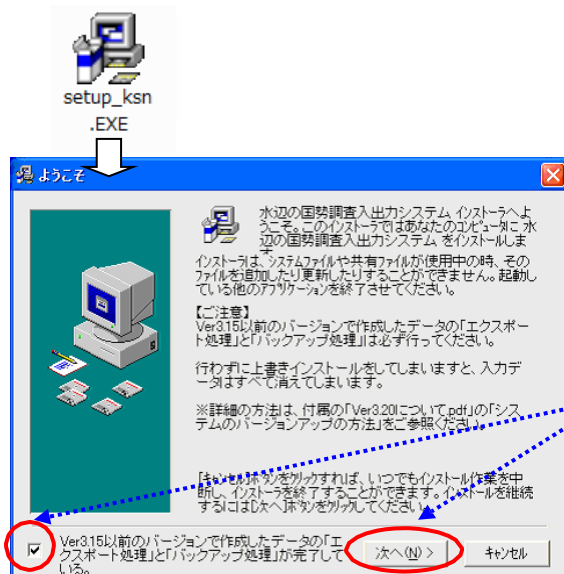 setup_ksn
.EXE
ようこそ
水辺の国勢調査入出力システム インストーラへよ
うこそ。このインストーラではあなたのコンピュータに 水
辺の国勢調査入出力システム をインストールしま
す
インストーラは、システムファイルや共有ファイルが使用中の時、その
ファイルを追加したり更新したりすることができません。起動し
ている他のアプリケーションを終了させてください。
【ご注意】
Ver3.15以前のバージョンで作成したデータの「エクスポー
ト処理」と「バックアップ処理」は必ず行ってください。
行わずに上書きインストールをしてしまいますと、入力デ
ータはすべて消えてしまいます。
※詳細の方法は、付属の「Ver3.20について.pdf」の「シス
テムのバージョンアップの方法」をご参照ください。
[キャンセル]ボタンをクリックすれば、いつでもインストール作業を中
断し、インストーラを終了することができます。インストールを継続
するには[次へ]ボタンをクリックしてください。
Ver3.15以前のバージョンで作成したデータの「エ
クスポート処理」と「バックアップ処理」が完了して
いる。
次へ(N) >
キャンセル